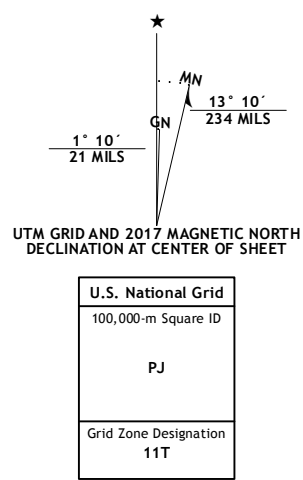 ★
MN
GN
13° 10´
234 MILS
1° 10´
21 MILS
UTM GRID AND 2017 MAGNETIC NORTH
DECLINATION AT CENTER OF SHEET
U.S. National Grid
100,000-m Square ID
PJ
Grid Zone Designation
11T